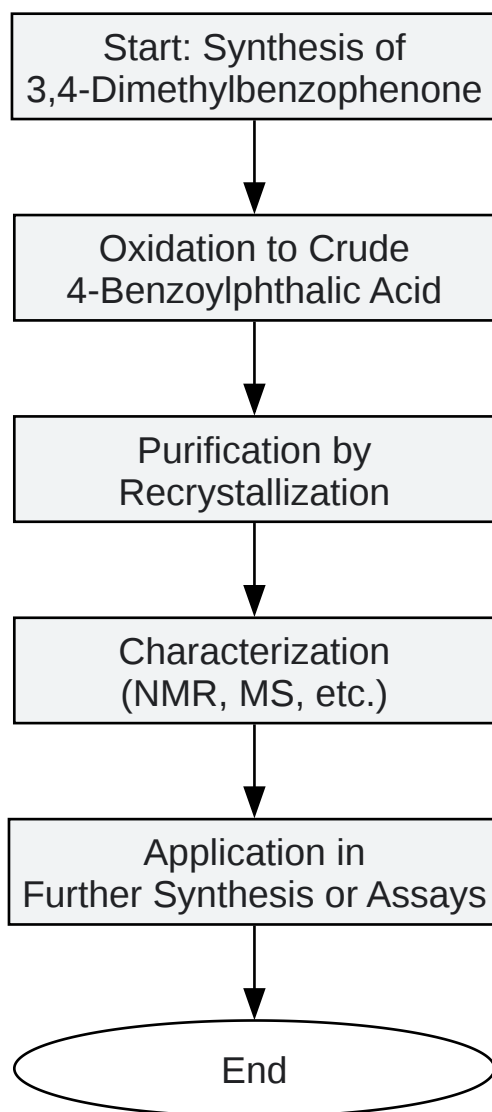 Start: Synthesis of
3,4-Dimethylbenzophenone
Oxidation to Crude
4-Benzoylphthalic Acid
Purification by
Recrystallization
Characterization
(NMR, MS, etc.)
Application in
Further Synthesis or Assays
End